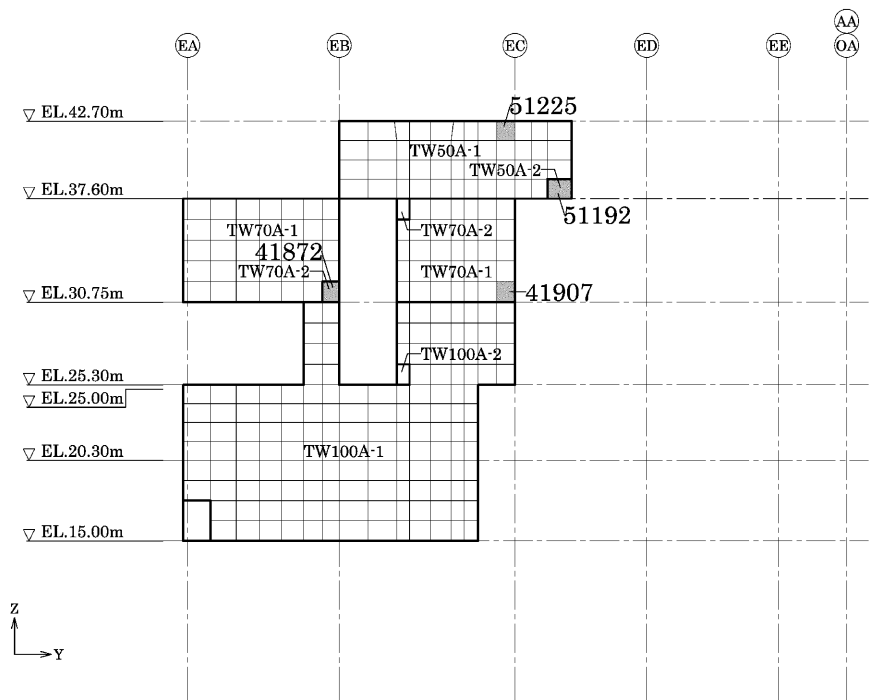 AA
EA EB EC ED EE OA
▽ EL.42.70m
51225
TW50A-1
TW50A-2
▽ EL.37.60m
51192
TW70A-1
TW70A-2
41872
TW70A-2
TW70A-1
41907
▽ EL.30.75m
TW100A-2
▽ EL.25.30m
▽ EL.25.00m
TW100A-1
▽ EL.20.30m
▽ EL.15.00m
Z
Y